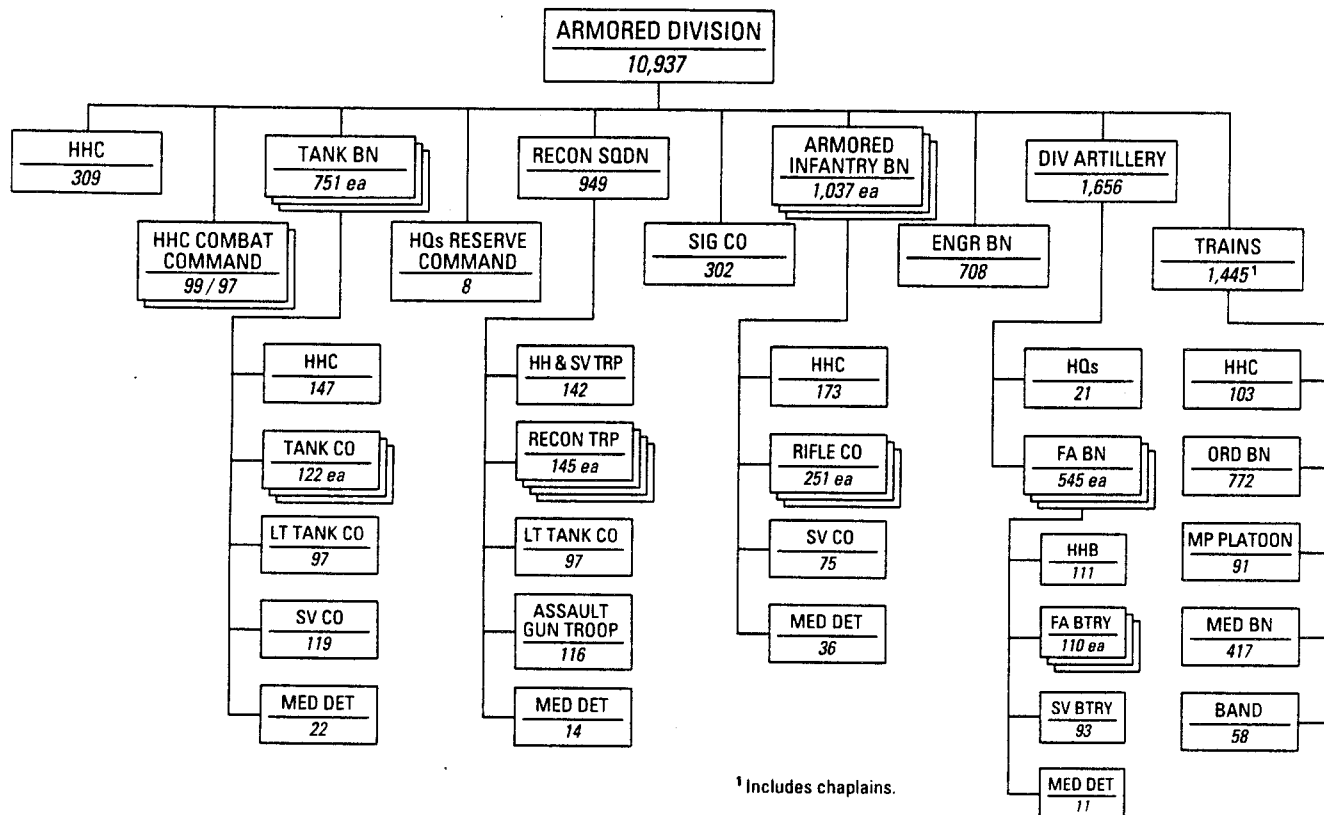 ARMORED DIVISION
10,937
HHC
309
TANK BN
751 ea
RECON SQDN
949
ARMORED
INFANTRY BN
1,037 ea
DIV ARTILLERY
1,656
HHC COMBAT
COMMAND
99 / 97
HQs RESERVE
COMMAND
8
SIG CO
302
ENGR BN
708
TRAINS
1,445¹
HHC
147
TANK CO
122 ea
LT TANK CO
97
SV CO
119
MED DET
22
HH & SV TRP
142
RECON TRP
145 ea
LT TANK CO
97
ASSAULT
GUN TROOP
116
MED DET
14
HHC
173
RIFLE CO
251 ea
SV CO
75
MED DET
36
HQs
21
FA BN
545 ea
HHB
111
FA BTRY
110 ea
SV BTRY
93
MED DET
11
HHC
103
ORD BN
772
MP PLATOON
91
MED BN
417
BAND
58
¹ Includes chaplains.